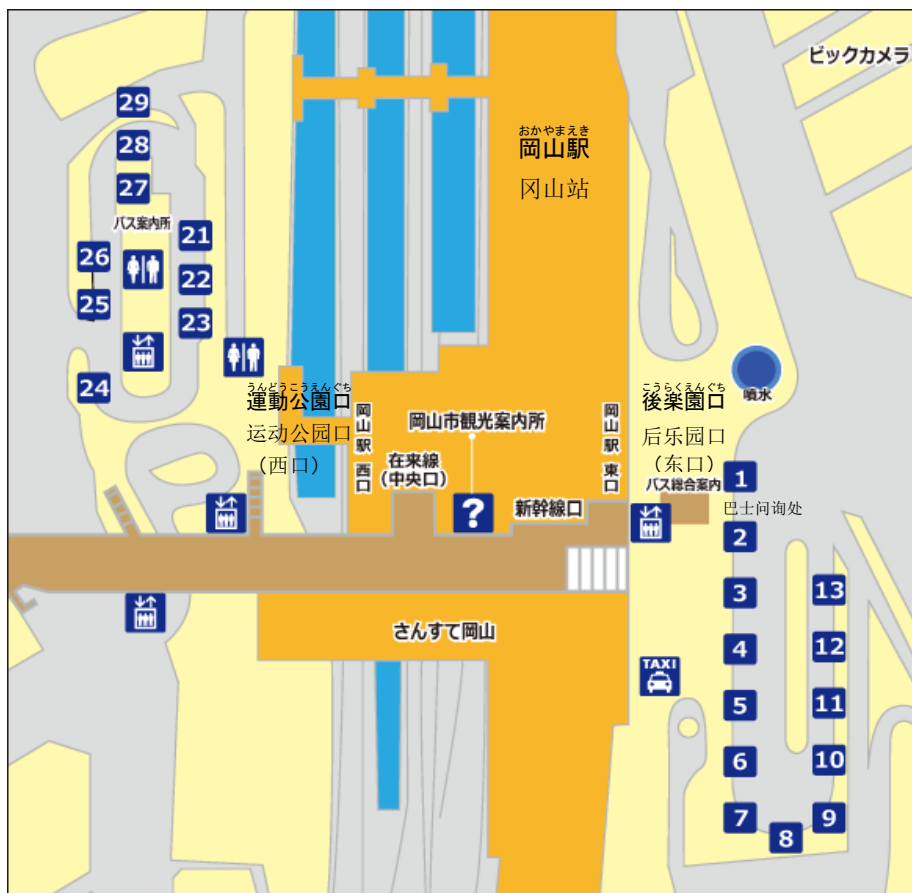 ビックカメラ
29
28
27
バス案内所
26
25
24
21
22
23
おかやまえき
岡山駅
冈山站
うんどうこうえんぐち
運動公園口
运动公园口
(西口)
岡山駅 西口
在来線
(中央口)
岡山市観光案内所
?
新幹線口
岡山駅 東口
こうらくえんぐち
後楽園口
后乐园口
(东口)
噴水
バス総合案内
巴士问询处
さんすて岡山
TAXI
1
2
3
4
5
6
7
8
9
10
11
12
13